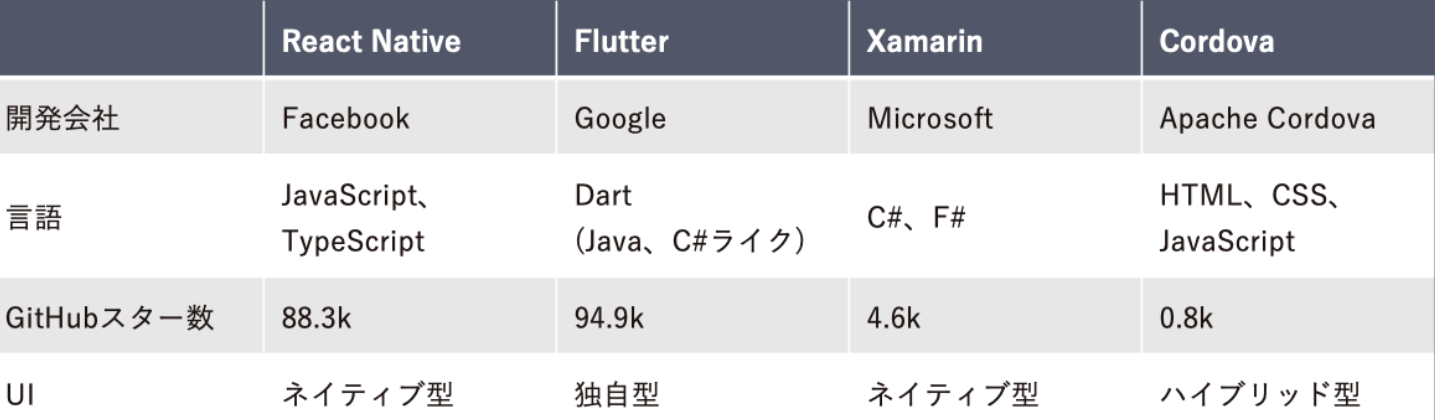 React Native Flutter Xamarin Cordova
開発会社 Facebook Google Microsoft Apache Cordova
言語 JavaScript、 TypeScript Dart (Java、C#ライク) C#、F# HTML、CSS、 JavaScript
GitHubスター数 88.3k 94.9k 4.6k 0.8k
UI ネイティブ型 独自型 ネイティブ型 ハイブリッド型